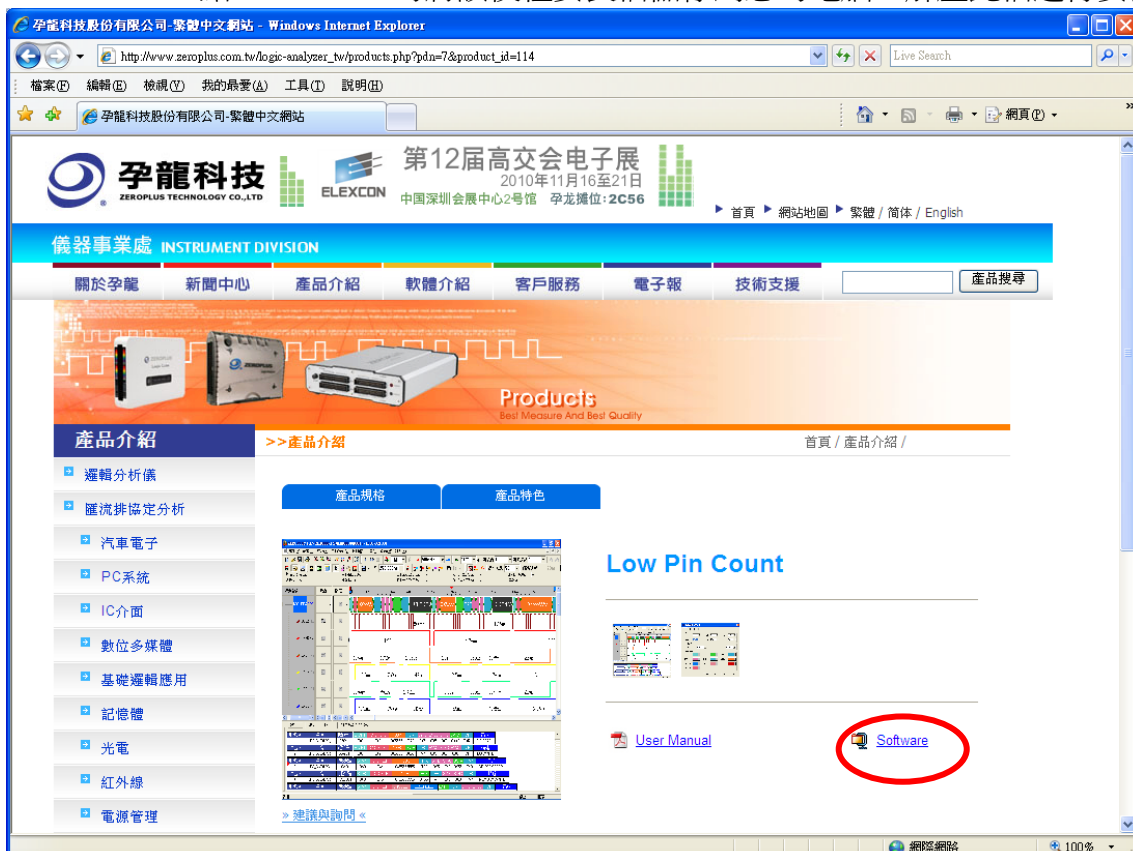 孕龍科技股份有限公司-繁體中文網站 - Windows Internet Explorer
http://www.zeroplus.com.tw/logic-analyzer_tw/products.php?pdn=7&product_id=114
Live Search
檔案(F) 編輯(E) 檢視(V) 我的最愛(A) 工具(T) 說明(H)
孕龍科技股份有限公司-繁體中文網站
網頁(P)
孕龍科技
ZEROPLUS TECHNOLOGY CO.,LTD
ELEXCON
第12届高交会电子展
2010年11月16至21日
中国深圳会展中心2号馆 孕龙摊位:2C56
首頁 網站地圖 繁體 / 简体 / English
儀器事業處 INSTRUMENT DIVISION
關於孕龍 新聞中心 產品介紹 軟體介紹 客戶服務 電子報 技術支援 產品搜尋
Products
Best Measure And Best Quality
產品介紹
>>產品介紹
首頁 / 產品介紹 /
邏輯分析儀
匯流排協定分析
汽車電子
PC系統
IC介面
數位多媒體
基礎邏輯應用
記憶體
光電
紅外線
電源管理
產品規格 產品特色
Low Pin Count
User Manual
Software
» 建議與詢問 «
網際網路
100%